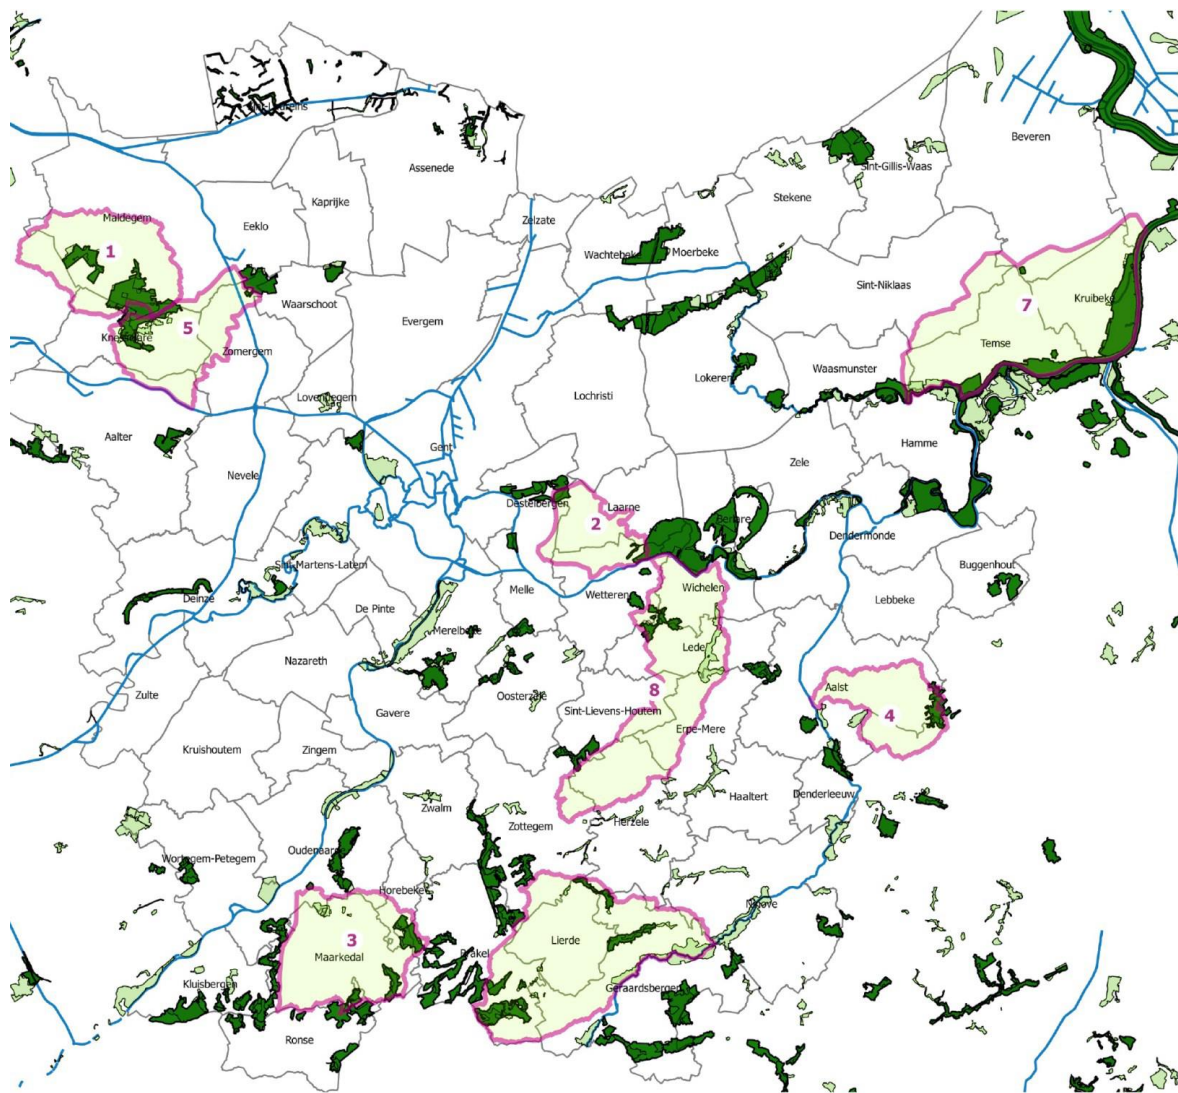 Sint-Laureins
Beveren
Assenede
Sint-Gillis-Waas
Stekene
Kaprijke
Maldegem
Eeklo
Zelzate
1
Wachtebeke
Moerbeke
Sint-Niklaas
Kruibeke
7
Waarschoot
Evergem
5
Knesselare
Zomergem
Temse
Waasmunster
Lokeren
Lochristi
Lovendegem
Aalter
Gent
Hamme
Zele
Nevele
Destelbergen
Laarne
2
Berlare
Dendermonde
Sint-Martens-Latem
Buggenhout
Melle
Wetteren
Wichelen
Deinze
Lebbeke
De Pinte
Merelbeke
Lede
Nazareth
Zulte
Oosterzele
8
Aalst
Sint-Lievens-Houtem
4
Gavere
Erpe-Mere
Kruishoutem
Zingem
Haaltert
Denderleeuw
Zwalm
Zottegem
Herzele
Oudenaarde
Wortegem-Petegem
Horebeke
Ninove
3
Lierde
Brakel
Maarkedal
Kluisbergen
Geraardsbergen
Ronse